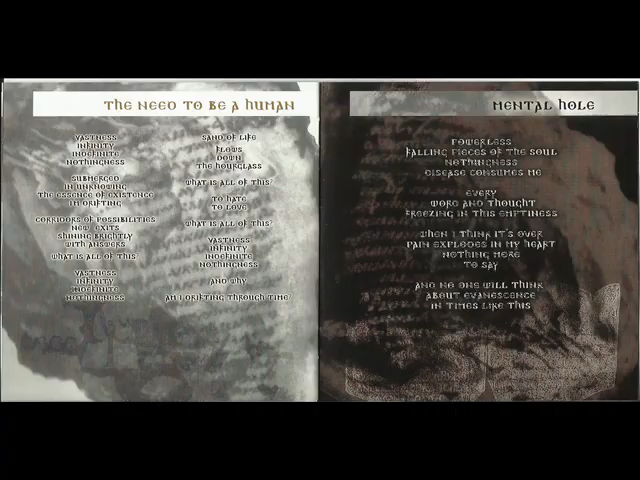 THE NEED TO BE A HUMAN
VASTNESS
INFINITY
INDEFINITE
NOTHINGNESS
SUBMERGED
IN UNKNOWING
THE ESSENCE OF EXISTENCE
I'M DRIFTING
CORRIDORS OF POSSIBILITIES
NEW EXITS
SHINING BRIGHTLY
WITH ANSWERS
WHAT IS ALL OF THIS
VASTNESS
INFINITY
INDEFINITE
NOTHINGNESS
SAND OF LIFE
FLOWS
DOWN
THE HOURGLASS
WHAT IS ALL OF THIS?
TO HATE
TO LOVE
WHAT IS ALL OF THIS?
VASTNESS
INFINITY
INDEFINITE
NOTHINGNESS
AND WHY
AM I DRIFTING THROUGH TIME?
MENTAL HOLE
POWERLESS
FALLING PIECES OF THE SOUL
NOTHINGNESS
DISEASE CONSUMES ME
EVERY
WORD AND THOUGHT
FREEZING IN THIS EMPTINESS
WHEN I THINK IT'S OVER
PAIN EXPLODES IN MY HEART
NOTHING MORE
TO SAY
AND NO ONE WILL THINK
ABOUT EVANESCENCE
IN TIMES LIKE THIS